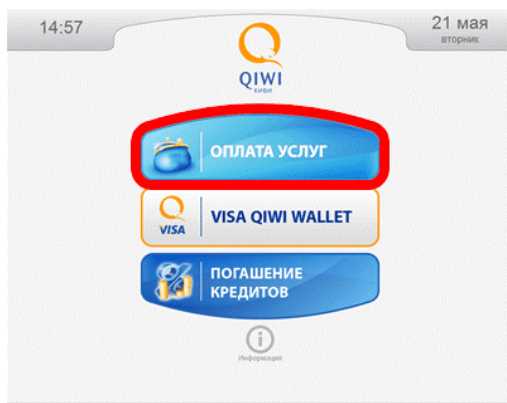 14:57
21 мая
вторник
QIWI
КИВИ
ОПЛАТА УСЛУГ
VISA
VISA QIWI WALLET
ПОГАШЕНИЕ
КРЕДИТОВ
Информация